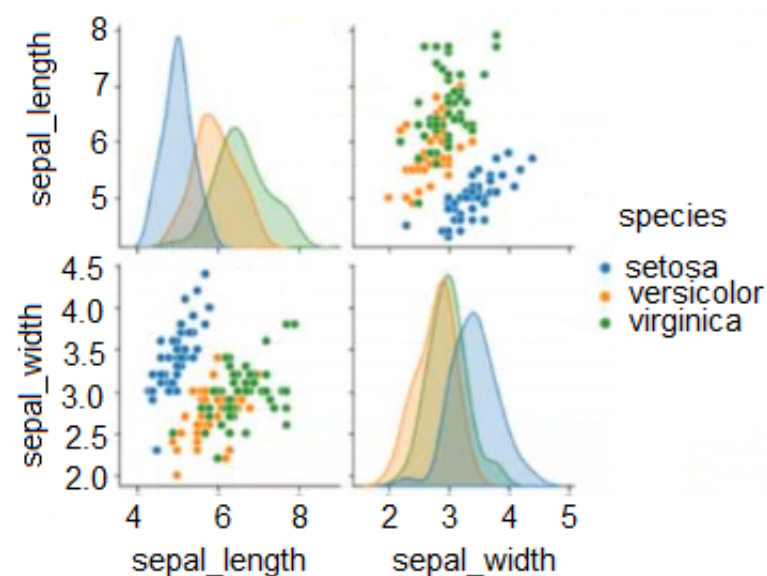 sepal_length
8
7
6
5
sepal_width
4.5
4.0
3.5
3.0
2.5
2.0
4 6 8
2 3 4 5
sepal_length
sepal_width
species
setosa
versicolor
virginica